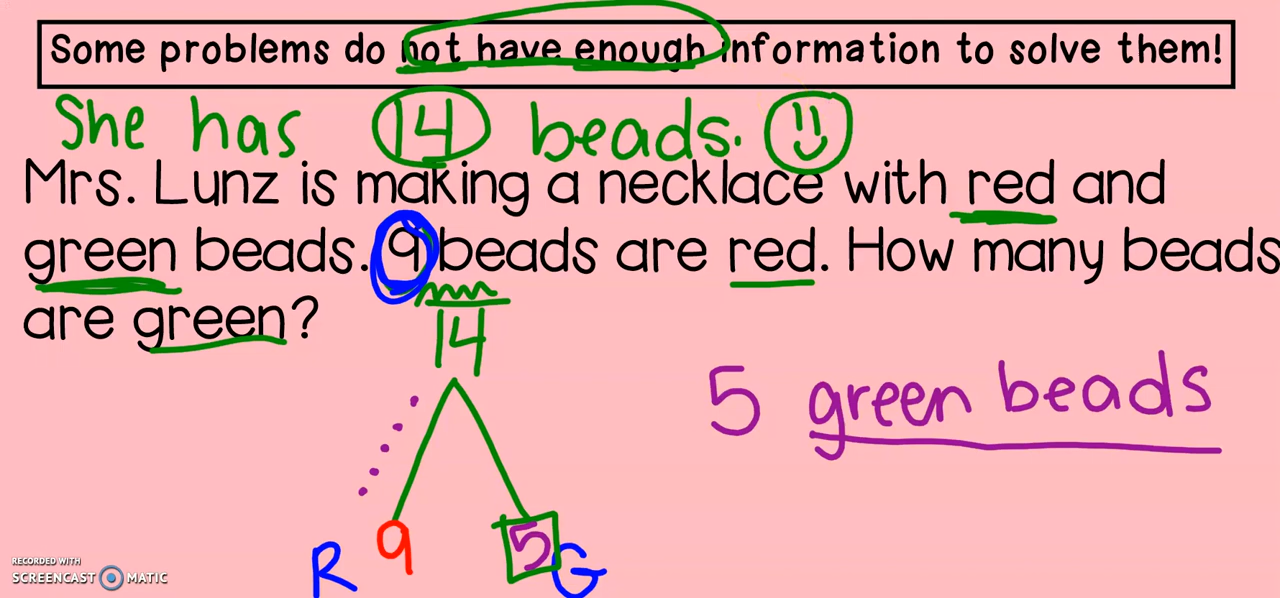 Some problems do not have enough information to solve them!
She has 14 beads.
Mrs. Lunz is making a necklace with red and
green beads. 9 beads are red. How many beads
are green?
14
5 green beads
R 9 5 G
RECORDED WITH
SCREENCAST MATIC